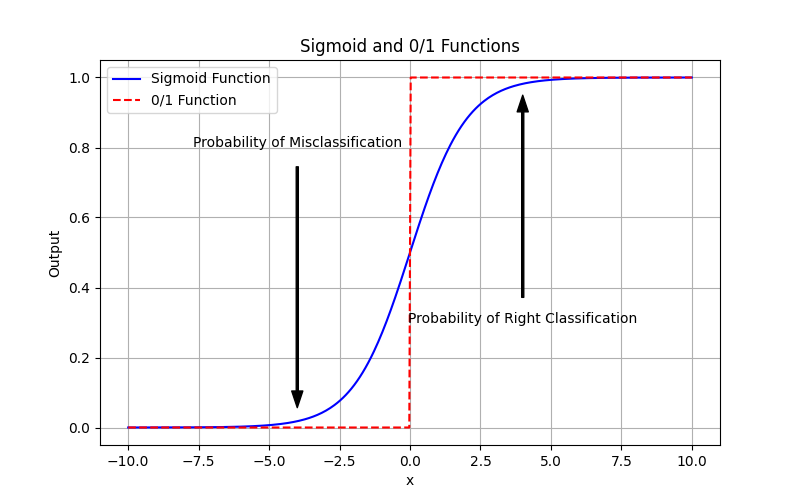 Sigmoid and 0/1 Functions
Sigmoid Function
0/1 Function
Probability of Misclassification
Probability of Right Classification
Output
1.0
0.8
0.6
0.4
0.2
0.0
−10.0 −7.5 −5.0 −2.5 0.0 2.5 5.0 7.5 10.0
x